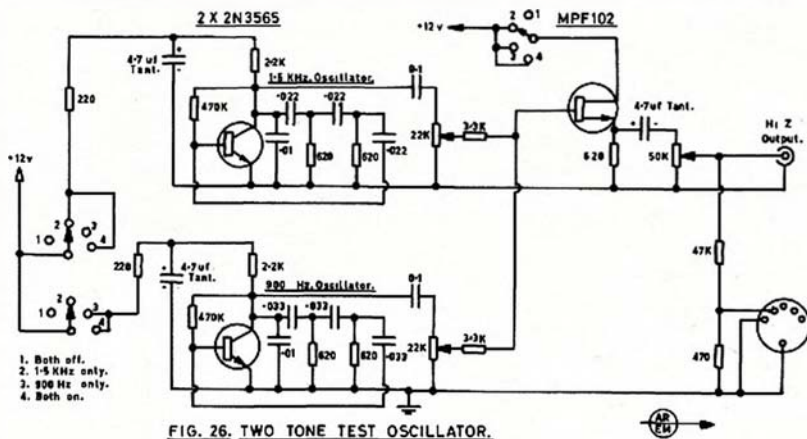 2 X 2N3565
MPF102
+12v
2
1
3
4
4·7uf
Tant.
+
-
2·2K
1·5 KHz. Oscillator.
0·1
220
470K
·022
·022
·01
620
620
·022
22K
3·3K
4·7uf Tant.
+
-
620
50K
Hi Z
Output.
+12v
1
2
3
4
220
4·7uf
Tant.
+
-
2·2K
900 Hz Oscillator.
0·1
1
2
3
4
470K
·033
·033
·01
620
620
·033
22K
3·3K
47K
470
1. Both off.
2. 1·5 KHz only.
3. 900 Hz only.
4. Both on.
FIG. 26. TWO TONE TEST OSCILLATOR.
AR
EM